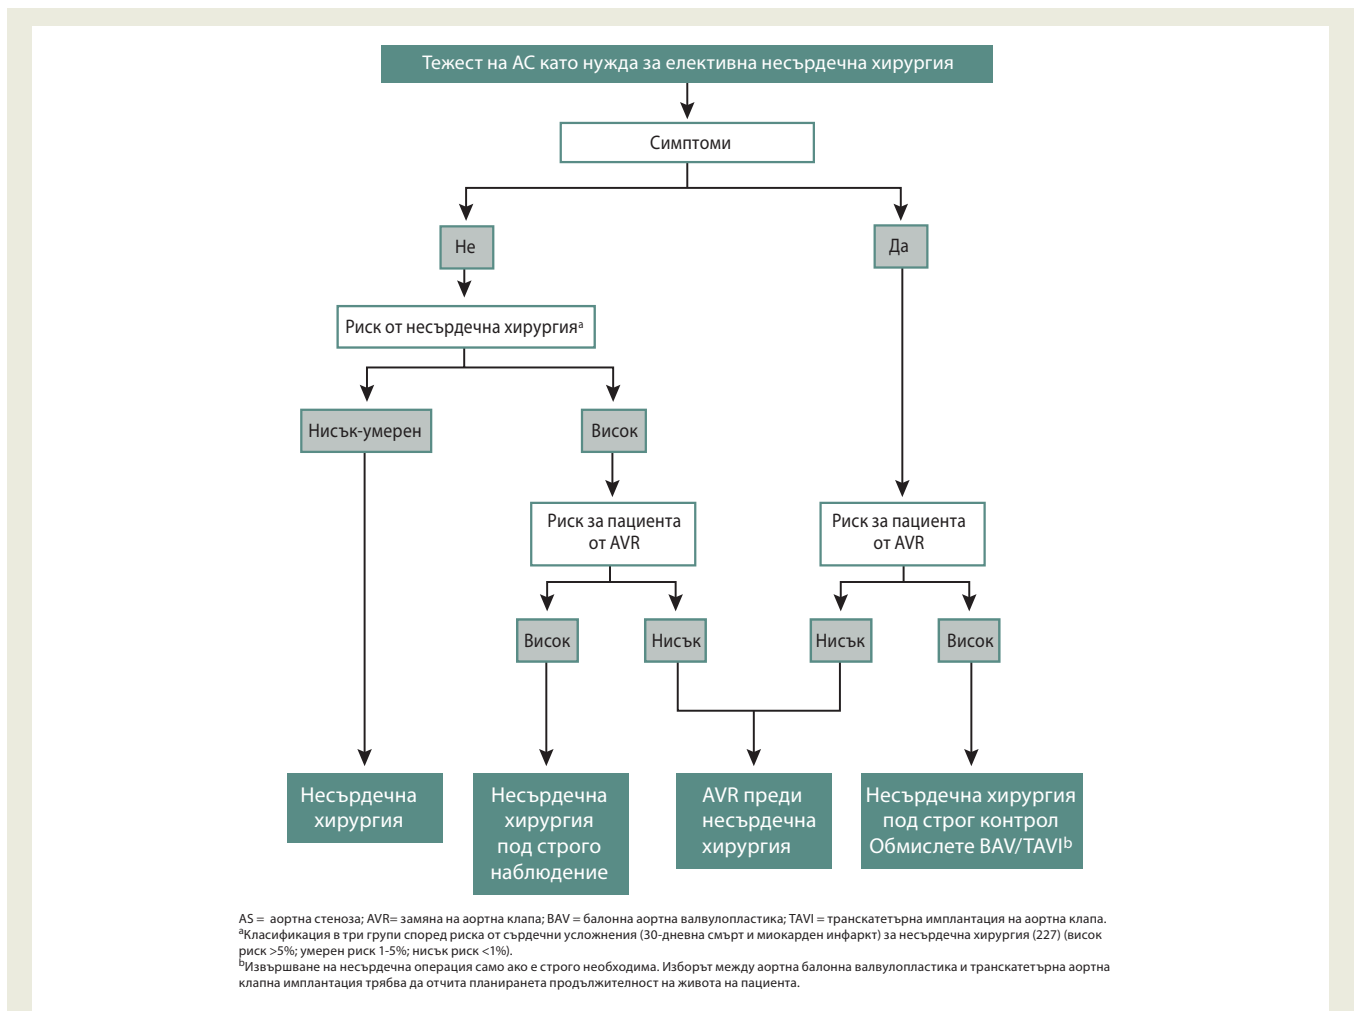 Тежест на АС като нужда за елективна несърдечна хирургия
Симптоми
Не
Да
Риск от несърдечна хирургияᵃ
Нисък-умерен
Висок
Риск за пациента
от AVR
Риск за пациента
от AVR
Висок
Нисък
Нисък
Висок
Несърдечна
хирургия
Несърдечна
хирургия
под строго
наблюдение
AVR преди
несърдечна
хирургия
Несърдечна хирургия
под строг контрол
Обмислете BAV/TAVIᵇ
AS = аортна стеноза; AVR= замяна на аортна клапа; BAV = балонна аортна валвулопластика; TAVI = транскатетърна имплантация на аортна клапа.
ᵃКласификация в три групи според риска от сърдечни усложнения (30-дневна смърт и миокарден инфаркт) за несърдечна хирургия (227) (висок
риск >5%; умерен риск 1-5%; нисък риск <1%).
ᵇИзвършване на несърдечна операция само ако е строго необходима. Изборът между аортна балонна валвулопластика и транскатетърна аортна
клапна имплантация трябва да отчита планиранета продължителност на живота на пациента.